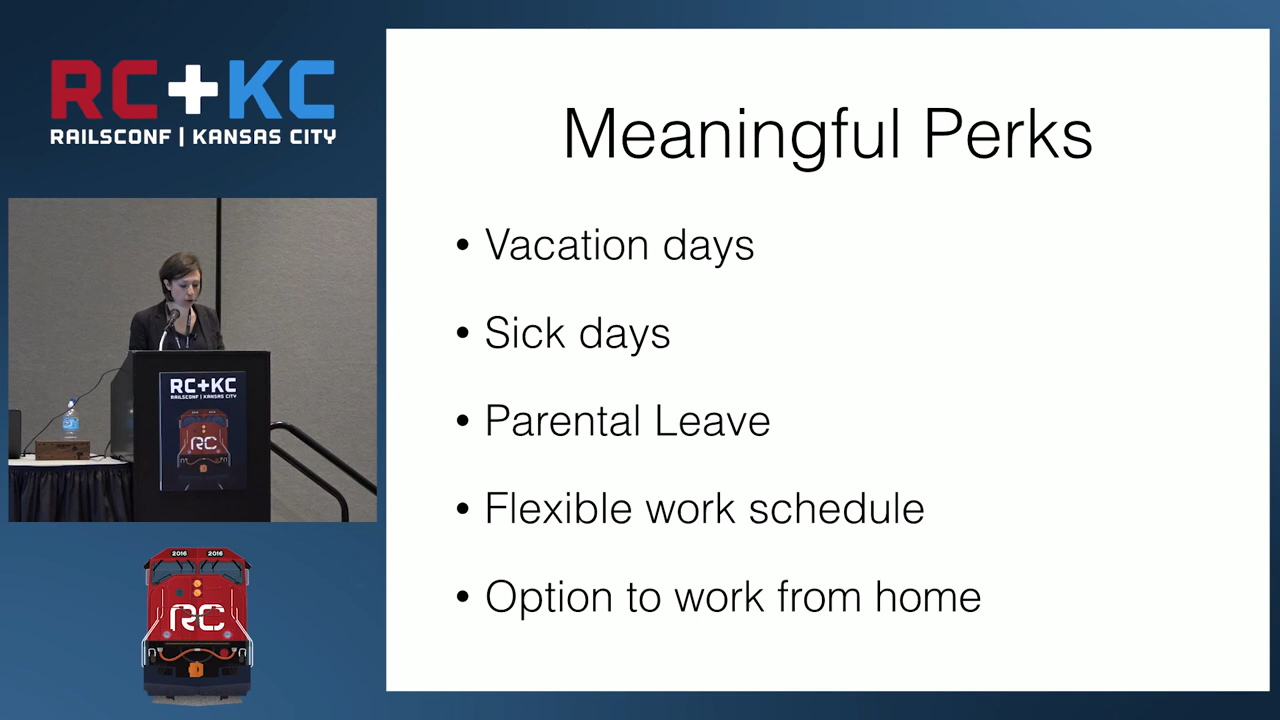 RC+KC
RAILSCONF | KANSAS CITY
Meaningful Perks
• Vacation days
• Sick days
• Parental Leave
• Flexible work schedule
• Option to work from home
RC+KC
RAILSCONF | KANSAS CITY
RC
2016 2016
RC